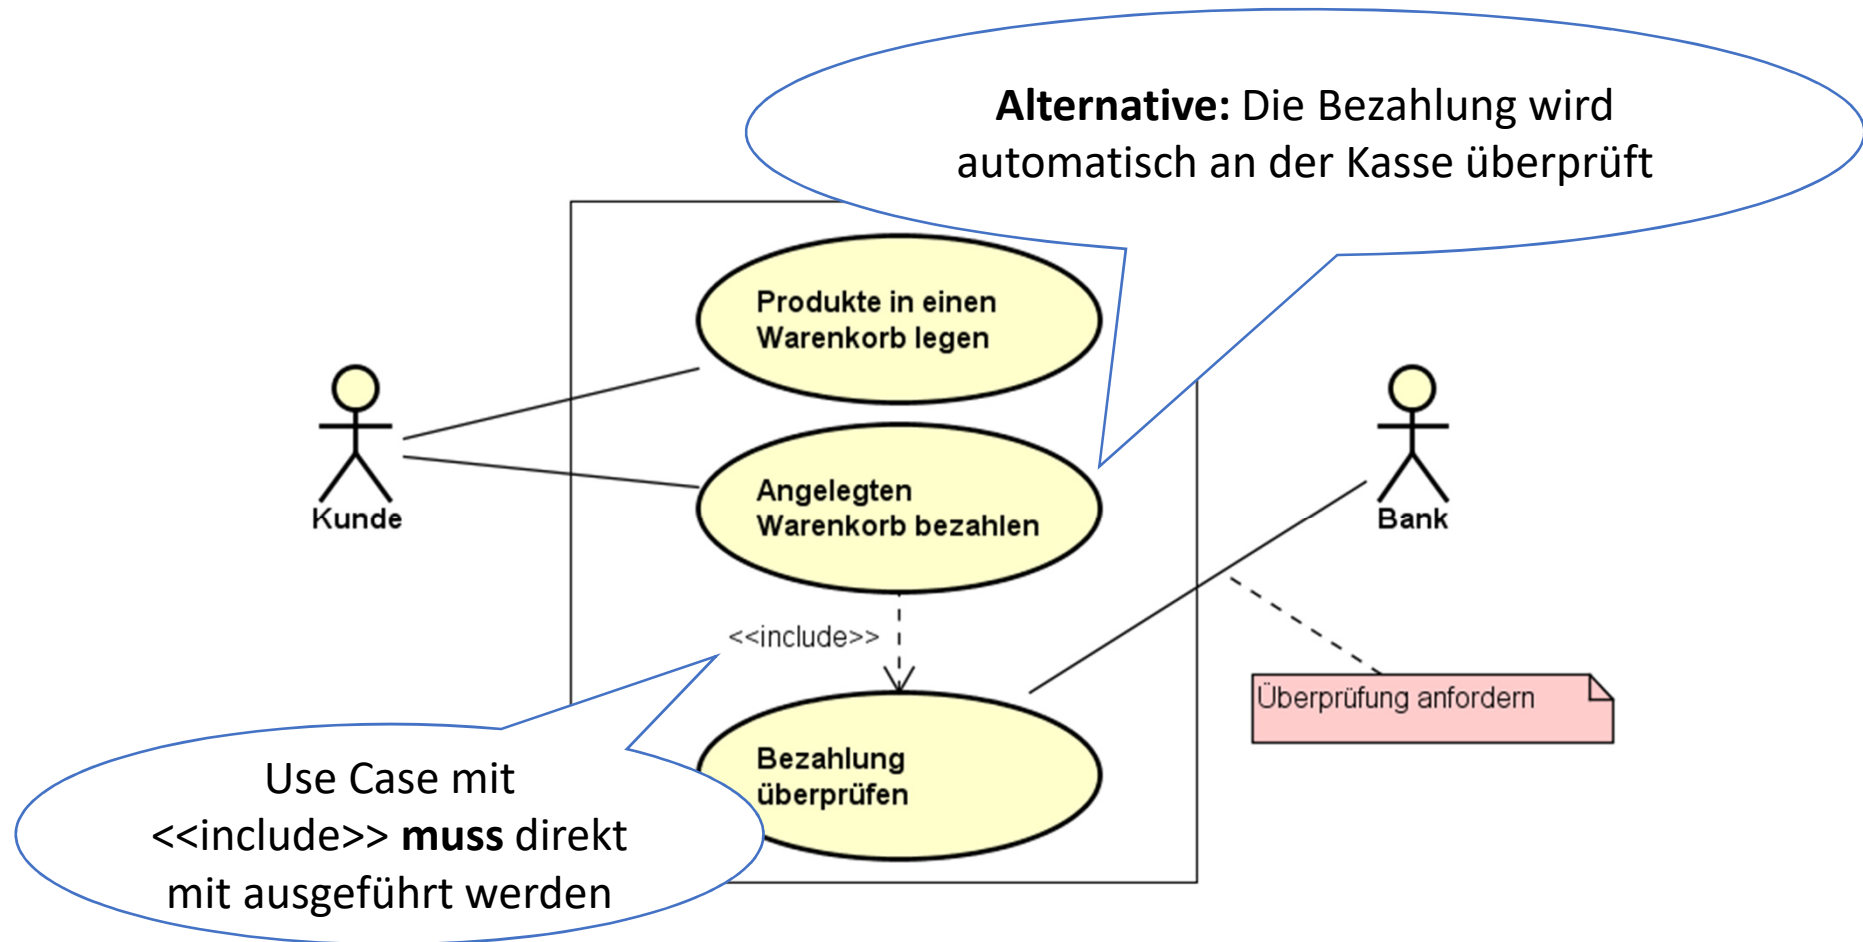 Alternative: Die Bezahlung wird
automatisch an der Kasse überprüft
Produkte in einen
Warenkorb legen
Kunde
Bank
Angelegten
Warenkorb bezahlen
<<include>>
Überprüfung anfordern
Bezahlung
überprüfen
Use Case mit
<<include>> muss direkt
mit ausgeführt werden